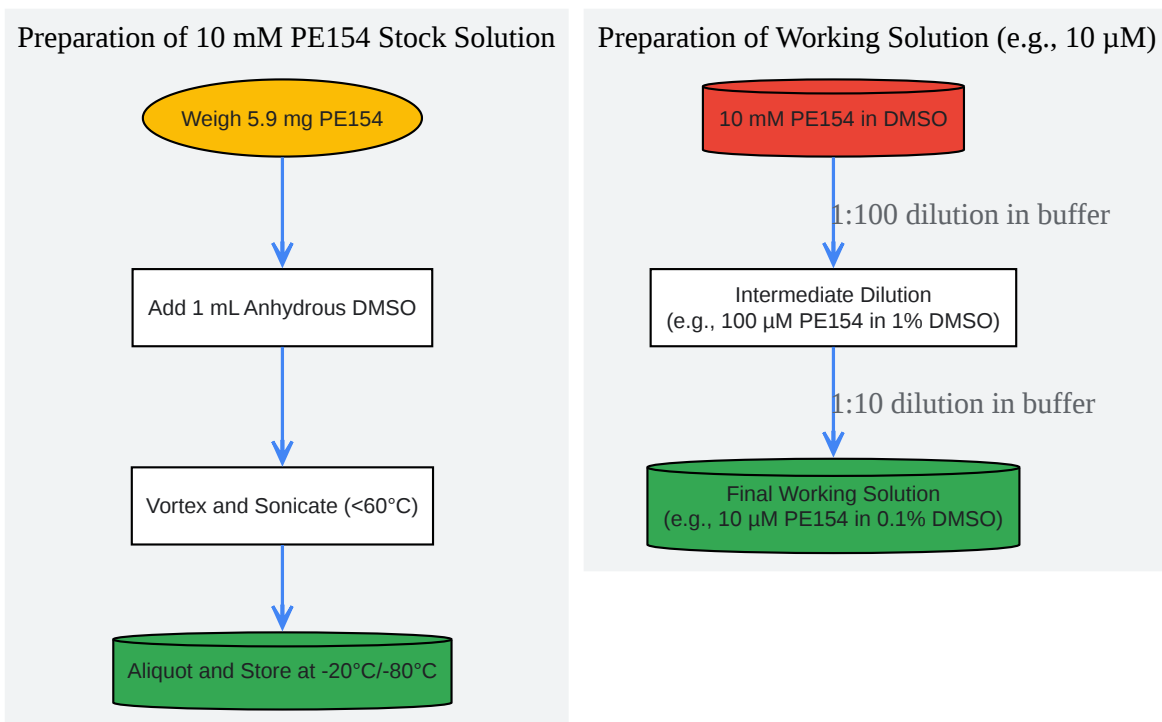 Preparation of 10 mM PE154 Stock Solution
Weigh 5.9 mg PE154
Add 1 mL Anhydrous DMSO
Vortex and Sonicate (<60°C)
Aliquot and Store at -20°C/-80°C
Preparation of Working Solution (e.g., 10 µM)
10 mM PE154 in DMSO
1:100 dilution in buffer
Intermediate Dilution
(e.g., 100 µM PE154 in 1% DMSO)
1:10 dilution in buffer
Final Working Solution
(e.g., 10 µM PE154 in 0.1% DMSO)